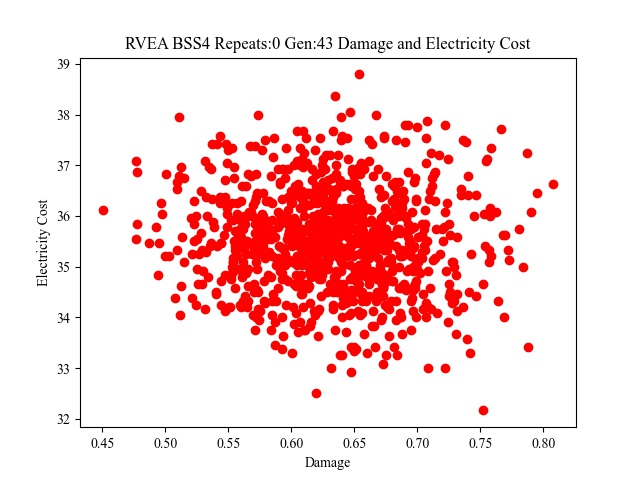 RVEA BSS4 Repeats:0 Gen:43 Damage and Electricity Cost
39
38
37
36
35
34
33
32
Electricity Cost
0.45 0.50 0.55 0.60 0.65 0.70 0.75 0.80
Damage